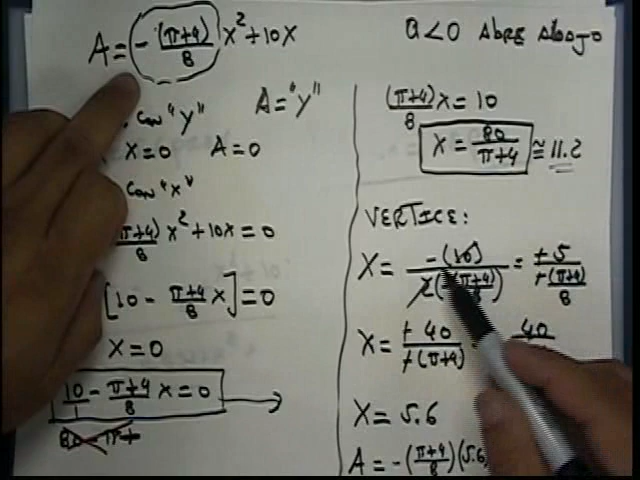 A = - (π+4)/8 x² + 10x
a<0 Abre Abajo
A = "y"
. con "y"
x=0 A=0
con "x"
π+4)/8 x² + 10x = 0
[10 - π+4/8 x] = 0
x=0
10/1 - π+4/8 x = 0 →
(π+4)/8 x = 10
x = 80/π+4 ≅ 11.2
VERTICE:
x = -(10)/2(-(π+4)/8) = +5/+(π+4)/8
x = +40/+(π+4) 40
x = 5.6
A = -(π+4/8)(5.6